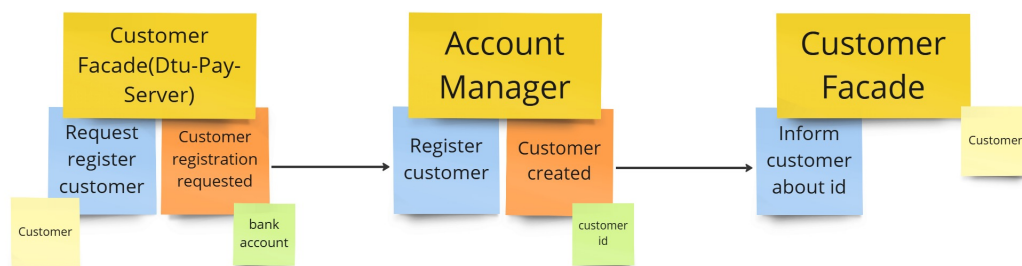 Customer
Facade(Dtu-Pay-
Server)
Request
register
customer
Customer
registration
requested
Customer
bank
account
Account
Manager
Register
customer
Customer
created
customer
id
Customer
Facade
Inform
customer
about id
Customer